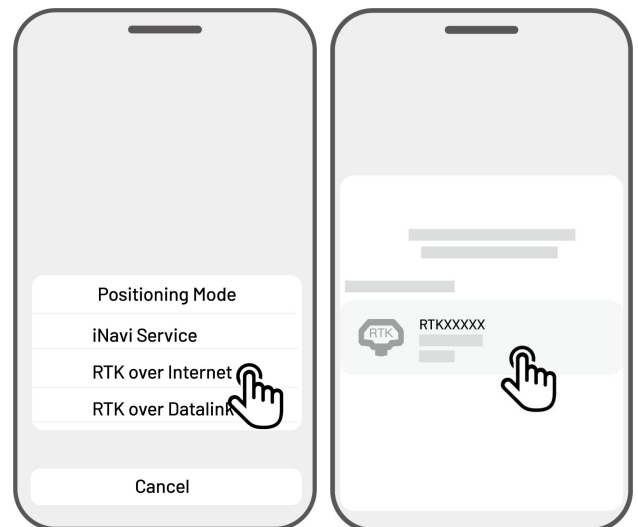 Positioning Mode
iNavi Service
RTK over Internet
RTK over Datalink
Cancel
RTK
RTKXXXXX